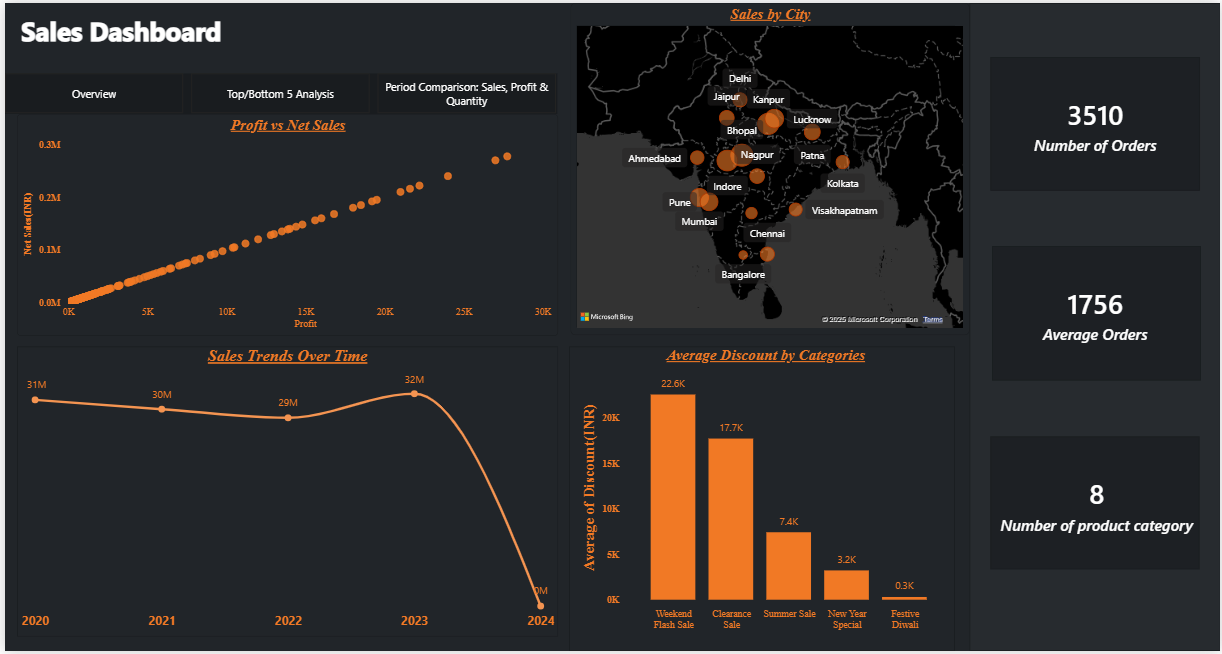 Sales Dashboard
Overview
Top/Bottom 5 Analysis
Period Comparison: Sales, Profit &
Quantity
Profit vs Net Sales
Net Sales(INR)
0.3M
0.2M
0.1M
0.0M
0K
5K
10K
15K
20K
25K
30K
Profit
Sales by City
Delhi
Jaipur
Kanpur
Lucknow
Bhopal
Ahmedabad
Nagpur
Patna
Kolkata
Indore
Pune
Mumbai
Visakhapatnam
Chennai
Bangalore
Microsoft Bing
© 2025 Microsoft Corporation
Terms
Sales Trends Over Time
31M
30M
29M
32M
0M
2020
2021
2022
2023
2024
Average Discount by Categories
Average of Discount(INR)
20K
15K
10K
5K
0K
22.6K
17.7K
7.4K
3.2K
0.3K
Weekend
Flash Sale
Clearance
Sale
Summer Sale
New Year
Special
Festive
Diwali
3510
Number of Orders
1756
Average Orders
8
Number of product category